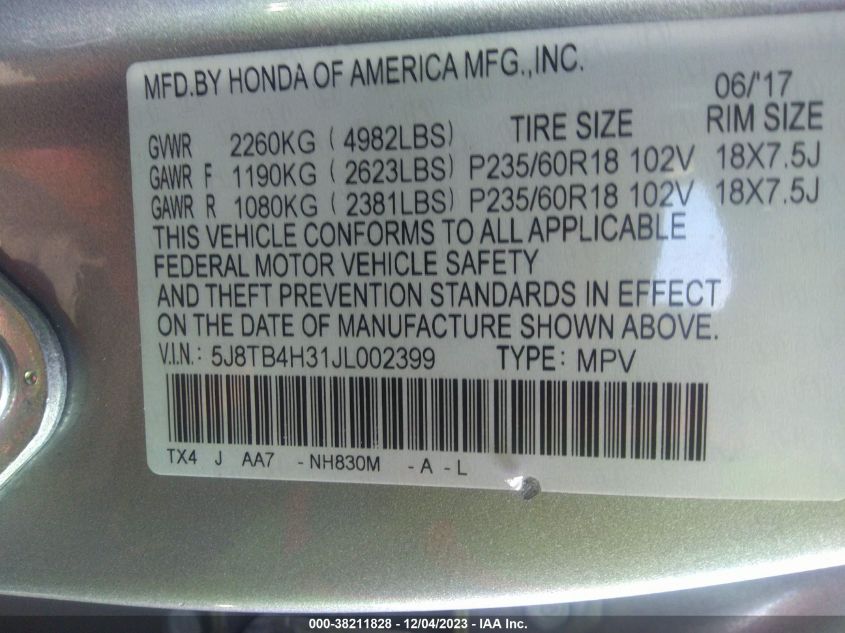 MFD.BY HONDA OF AMERICA MFG.,INC.
06/'17
GVWR 2260KG ( 4982LBS) TIRE SIZE RIM SIZE
GAWR F 1190KG ( 2623LBS) P235/60R18 102V 18X7.5J
GAWR R 1080KG ( 2381LBS) P235/60R18 102V 18X7.5J
THIS VEHICLE CONFORMS TO ALL APPLICABLE
FEDERAL MOTOR VEHICLE SAFETY
AND THEFT PREVENTION STANDARDS IN EFFECT
ON THE DATE OF MANUFACTURE SHOWN ABOVE.
V.I.N.: 5J8TB4H31JL002399 TYPE: MPV
TX4 J AA7 -NH830M -A -L
000-38211828 - 12/04/2023 - IAA Inc.